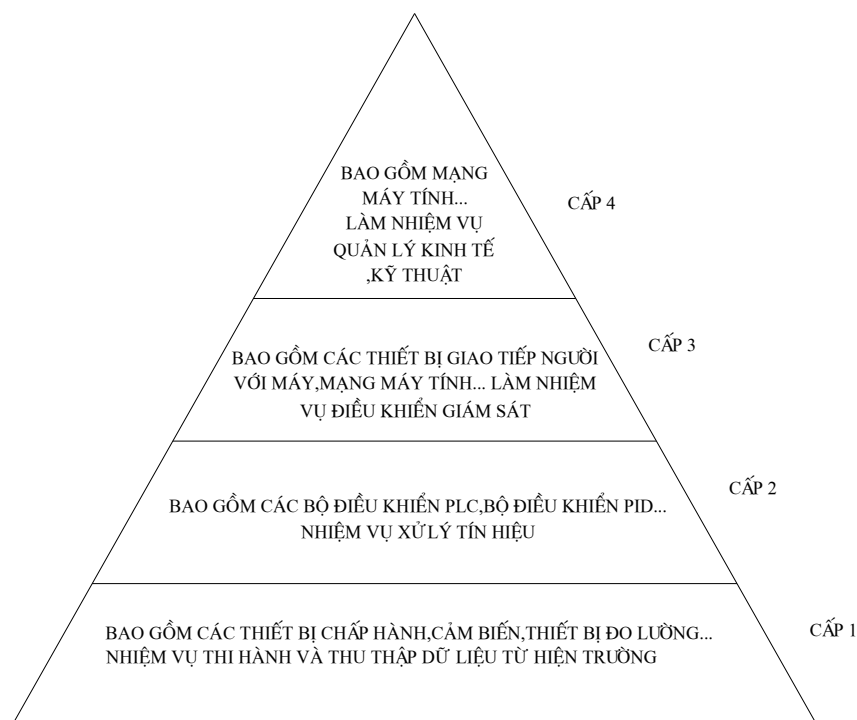 BAO GỒM MẠNG
MÁY TÍNH...
LÀM NHIỆM VỤ
QUẢN LÝ KINH TẾ
,KỸ THUẬT
CẤP 4
CẤP 3
BAO GỒM CÁC THIẾT BỊ GIAO TIẾP NGƯỜI
VỚI MÁY,MẠNG MÁY TÍNH... LÀM NHIỆM
VỤ ĐIỀU KHIỂN GIÁM SÁT
CẤP 2
BAO GỒM CÁC BỘ ĐIỀU KHIỂN PLC,BỘ ĐIỀU KHIỂN PID...
NHIỆM VỤ XỬ LÝ TÍN HIỆU
CẤP 1
BAO GỒM CÁC THIẾT BỊ CHẤP HÀNH,CẢM BIẾN,THIẾT BỊ ĐO LƯỜNG...
NHIỆM VỤ THI HÀNH VÀ THU THẬP DỮ LIỆU TỪ HIỆN TRƯỜNG